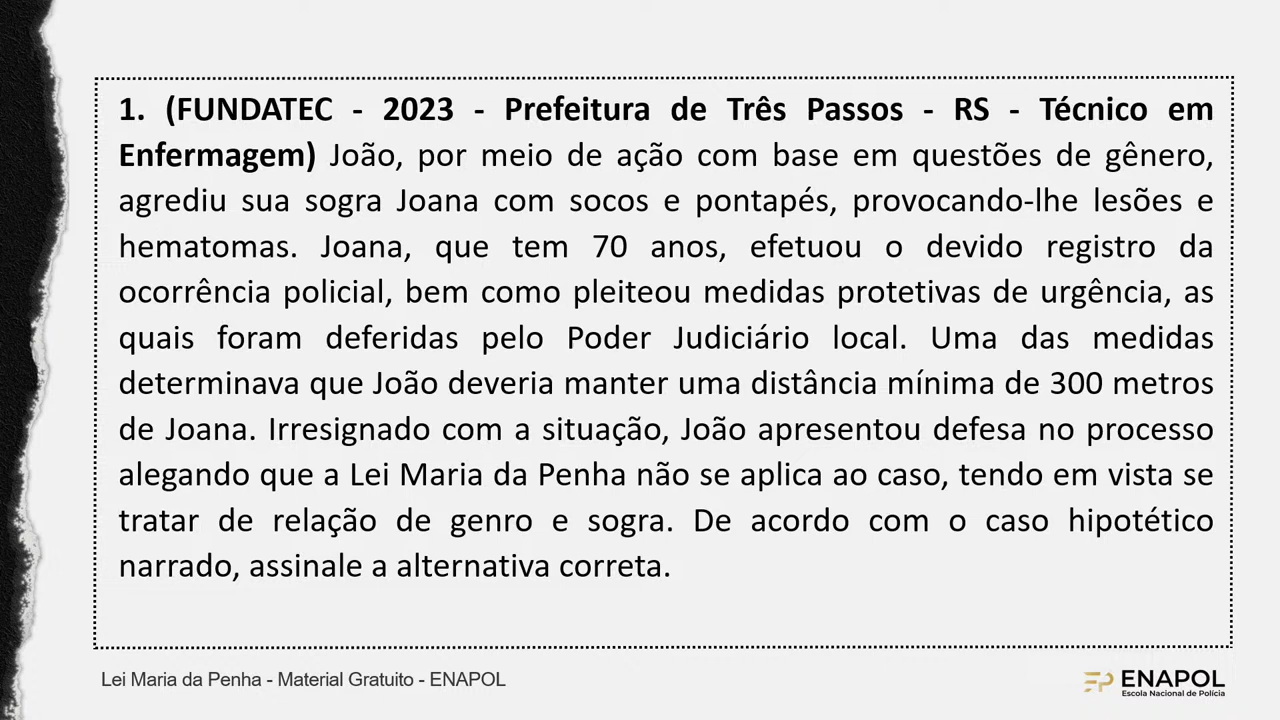 1. (FUNDATEC - 2023 - Prefeitura de Três Passos - RS - Técnico em
Enfermagem) João, por meio de ação com base em questões de gênero,
agrediu sua sogra Joana com socos e pontapés, provocando-lhe lesões e
hematomas. Joana, que tem 70 anos, efetuou o devido registro da
ocorrência policial, bem como pleiteou medidas protetivas de urgência, as
quais foram deferidas pelo Poder Judiciário local. Uma das medidas
determinava que João deveria manter uma distância mínima de 300 metros
de Joana. Irresignado com a situação, João apresentou defesa no processo
alegando que a Lei Maria da Penha não se aplica ao caso, tendo em vista se
tratar de relação de genro e sogra. De acordo com o caso hipotético
narrado, assinale a alternativa correta.
Lei Maria da Penha - Material Gratuito - ENAPOL
ENAPOL
Escola Nacional de Polícia